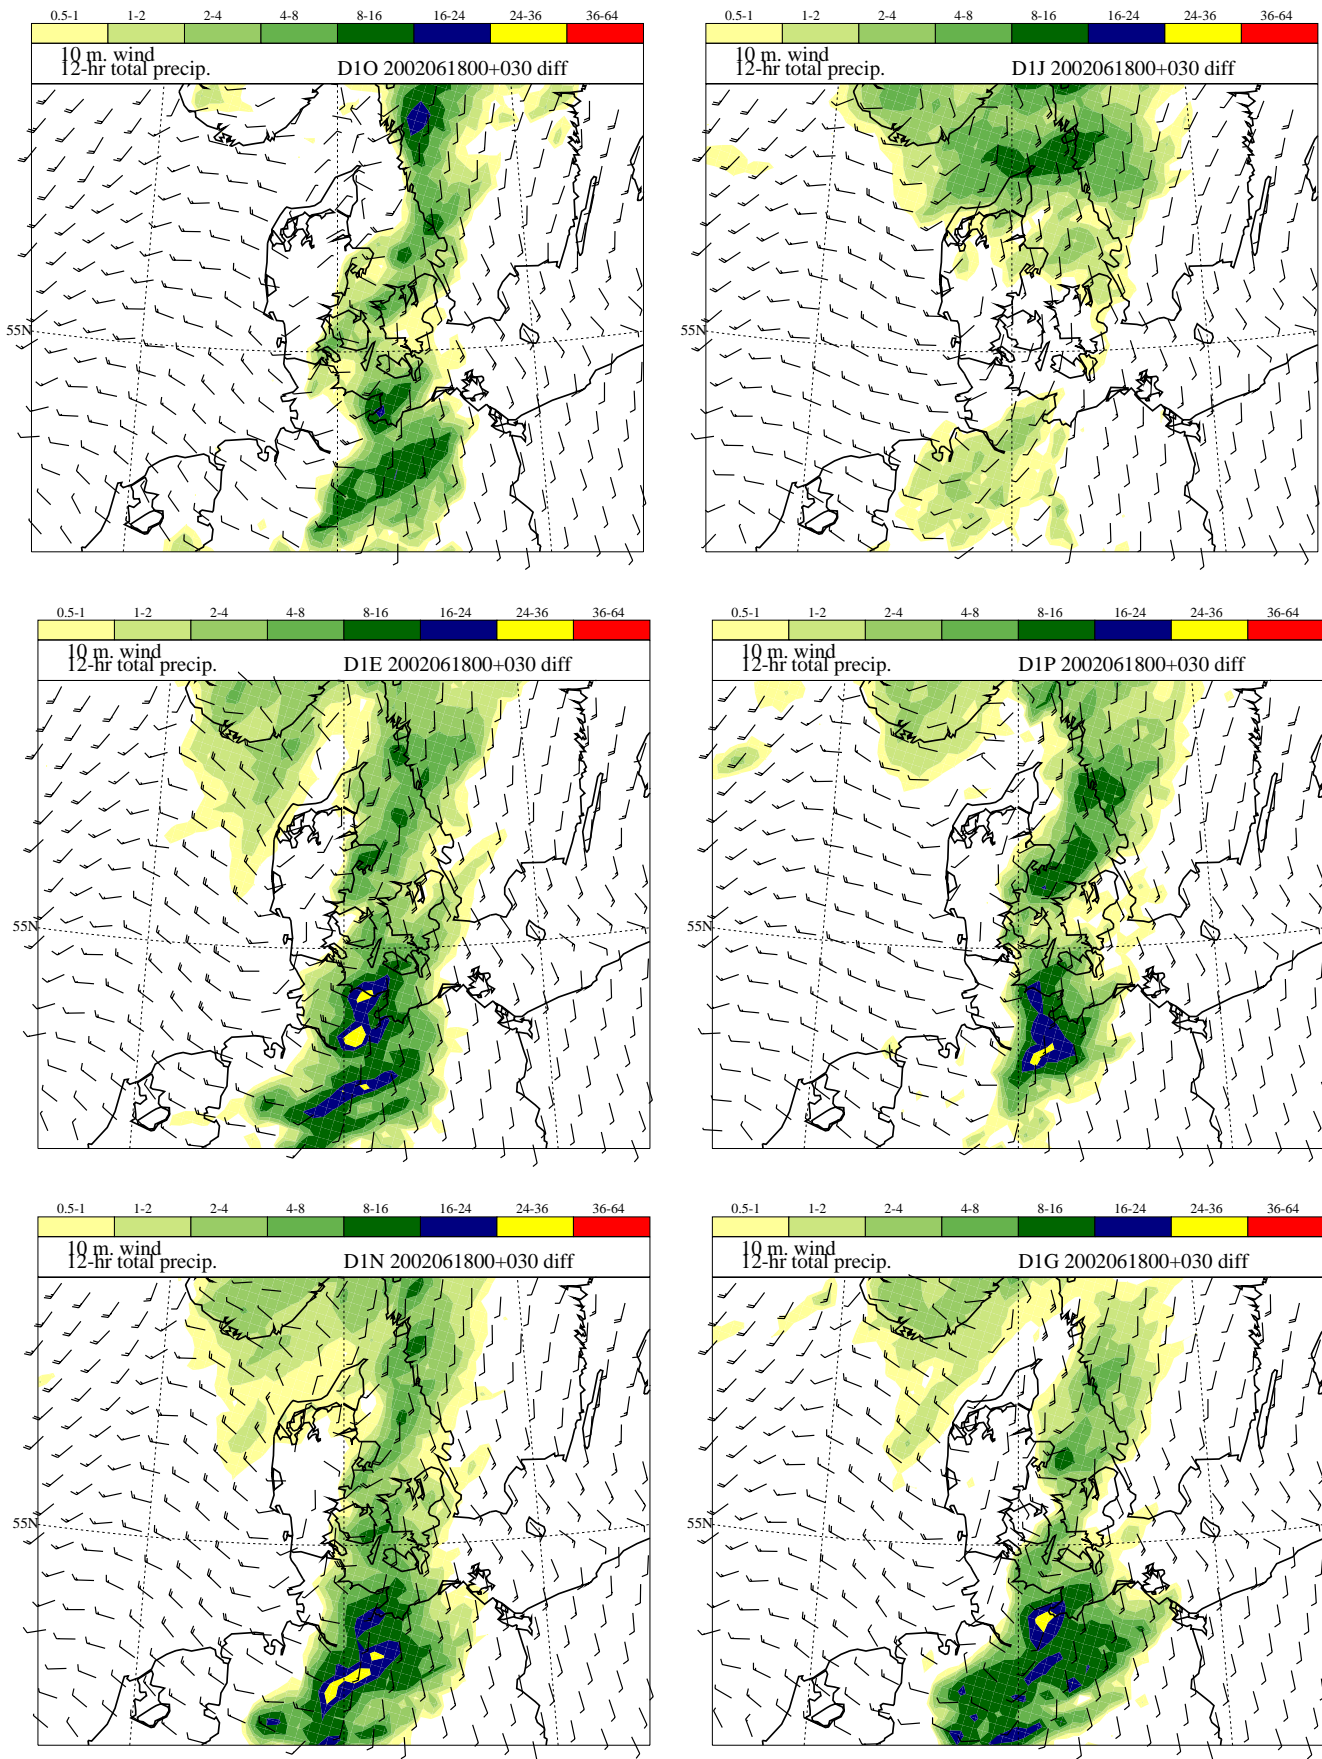 0.5-1 1-2 2-4 4-8 8-16 16-24 24-36 36-64
0.5-1 1-2 2-4 4-8 8-16 16-24 24-36 36-64
10 m. wind
12-hr total precip. D1O 2002061800+030 diff
10 m. wind
12-hr total precip. D1J 2002061800+030 diff
55N
55N
0.5-1 1-2 2-4 4-8 8-16 16-24 24-36 36-64
0.5-1 1-2 2-4 4-8 8-16 16-24 24-36 36-64
10 m. wind
12-hr total precip. D1E 2002061800+030 diff
10 m. wind
12-hr total precip. D1P 2002061800+030 diff
55N
55N
0.5-1 1-2 2-4 4-8 8-16 16-24 24-36 36-64
0.5-1 1-2 2-4 4-8 8-16 16-24 24-36 36-64
10 m. wind
12-hr total precip. D1N 2002061800+030 diff
10 m. wind
12-hr total precip. D1G 2002061800+030 diff
55N
55N